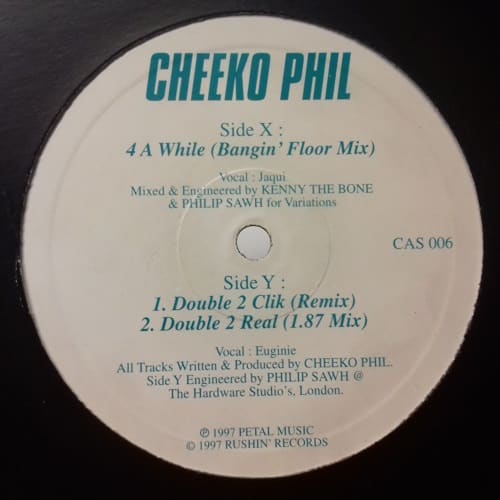 CHEEKO PHIL
Side X :
4 A While (Bangin' Floor Mix)
Vocal : Jaqui
Mixed & Engineered by KENNY THE BONE
& PHILIP SAWH for Variations
CAS 006
Side Y :
1. Double 2 Clik (Remix)
2. Double 2 Real (1.87 Mix)
Vocal : Euginie
All Tracks Written & Produced by CHEEKO PHIL.
Side Y Engineered by PHILIP SAWH @
The Hardware Studio's, London.
℗ 1997 PETAL MUSIC
© 1997 RUSHIN' RECORDS